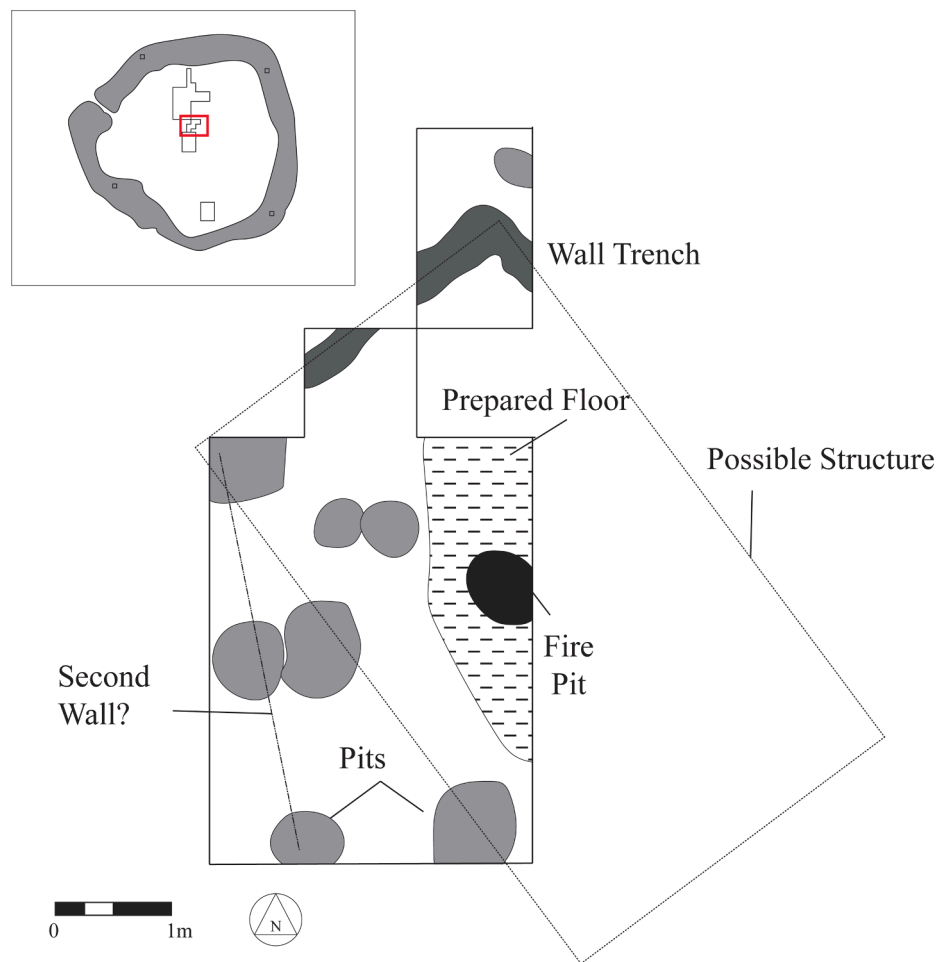 Wall Trench
Prepared Floor
Possible Structure
Fire
Pit
Second
Wall?
Pits
N
0
1m